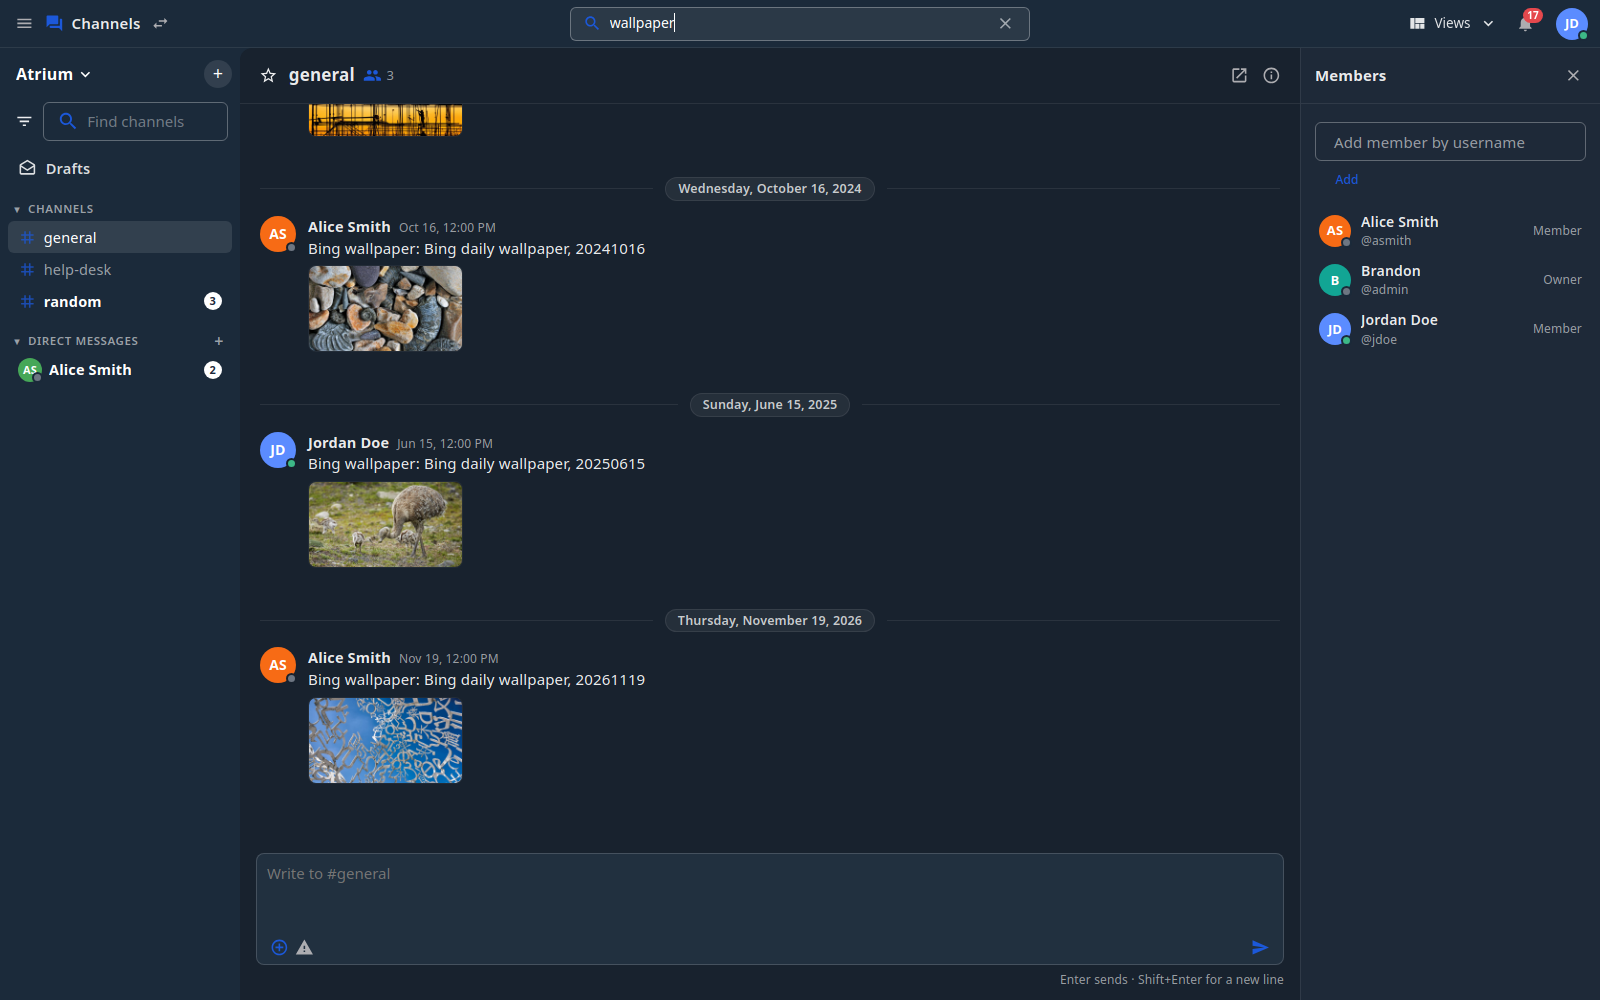 Channels
wallpaper
Views
17
JD
Atrium
+
Find channels
Drafts
CHANNELS
general
help-desk
random
3
DIRECT MESSAGES
+
AS
Alice Smith
2
general
3
Wednesday, October 16, 2024
AS
Alice Smith Oct 16, 12:00 PM
Bing wallpaper: Bing daily wallpaper, 20241016
Sunday, June 15, 2025
JD
Jordan Doe Jun 15, 12:00 PM
Bing wallpaper: Bing daily wallpaper, 20250615
Thursday, November 19, 2026
AS
Alice Smith Nov 19, 12:00 PM
Bing wallpaper: Bing daily wallpaper, 20261119
Write to #general
Enter sends · Shift+Enter for a new line
Members
Add member by username
Add
AS
Alice Smith
@asmith
Member
B
Brandon
@admin
Owner
JD
Jordan Doe
@jdoe
Member